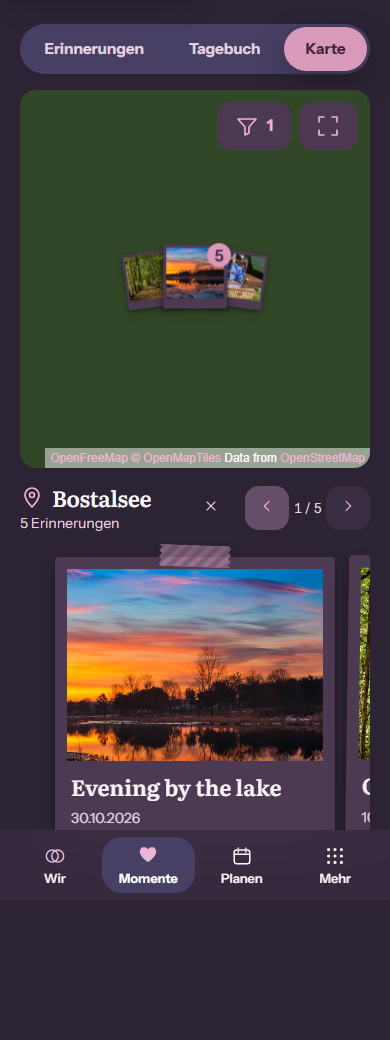 Erinnerungen Tagebuch Karte
1
5
OpenFreeMap © OpenMapTiles Data from OpenStreetMap
Bostalsee
5 Erinnerungen
1 / 5
Evening by the lake
30.10.2026
Wir Momente Planen Mehr